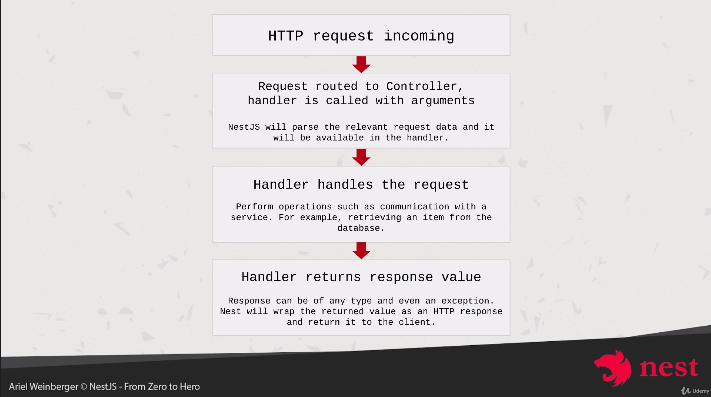 HTTP request incoming
Request routed to Controller,
handler is called with arguments
NestJS will parse the relevant request data and it
will be available in the handler.
Handler handles the request
Perform operations such as communication with a
service. For example, retrieving an item from the
database.
Handler returns response value
Response can be of any type and even an exception.
Nest will wrap the returned value as an HTTP response
and return it to the client.
nest
Ariel Weinberger © NestJS - From Zero to Hero
Udemy